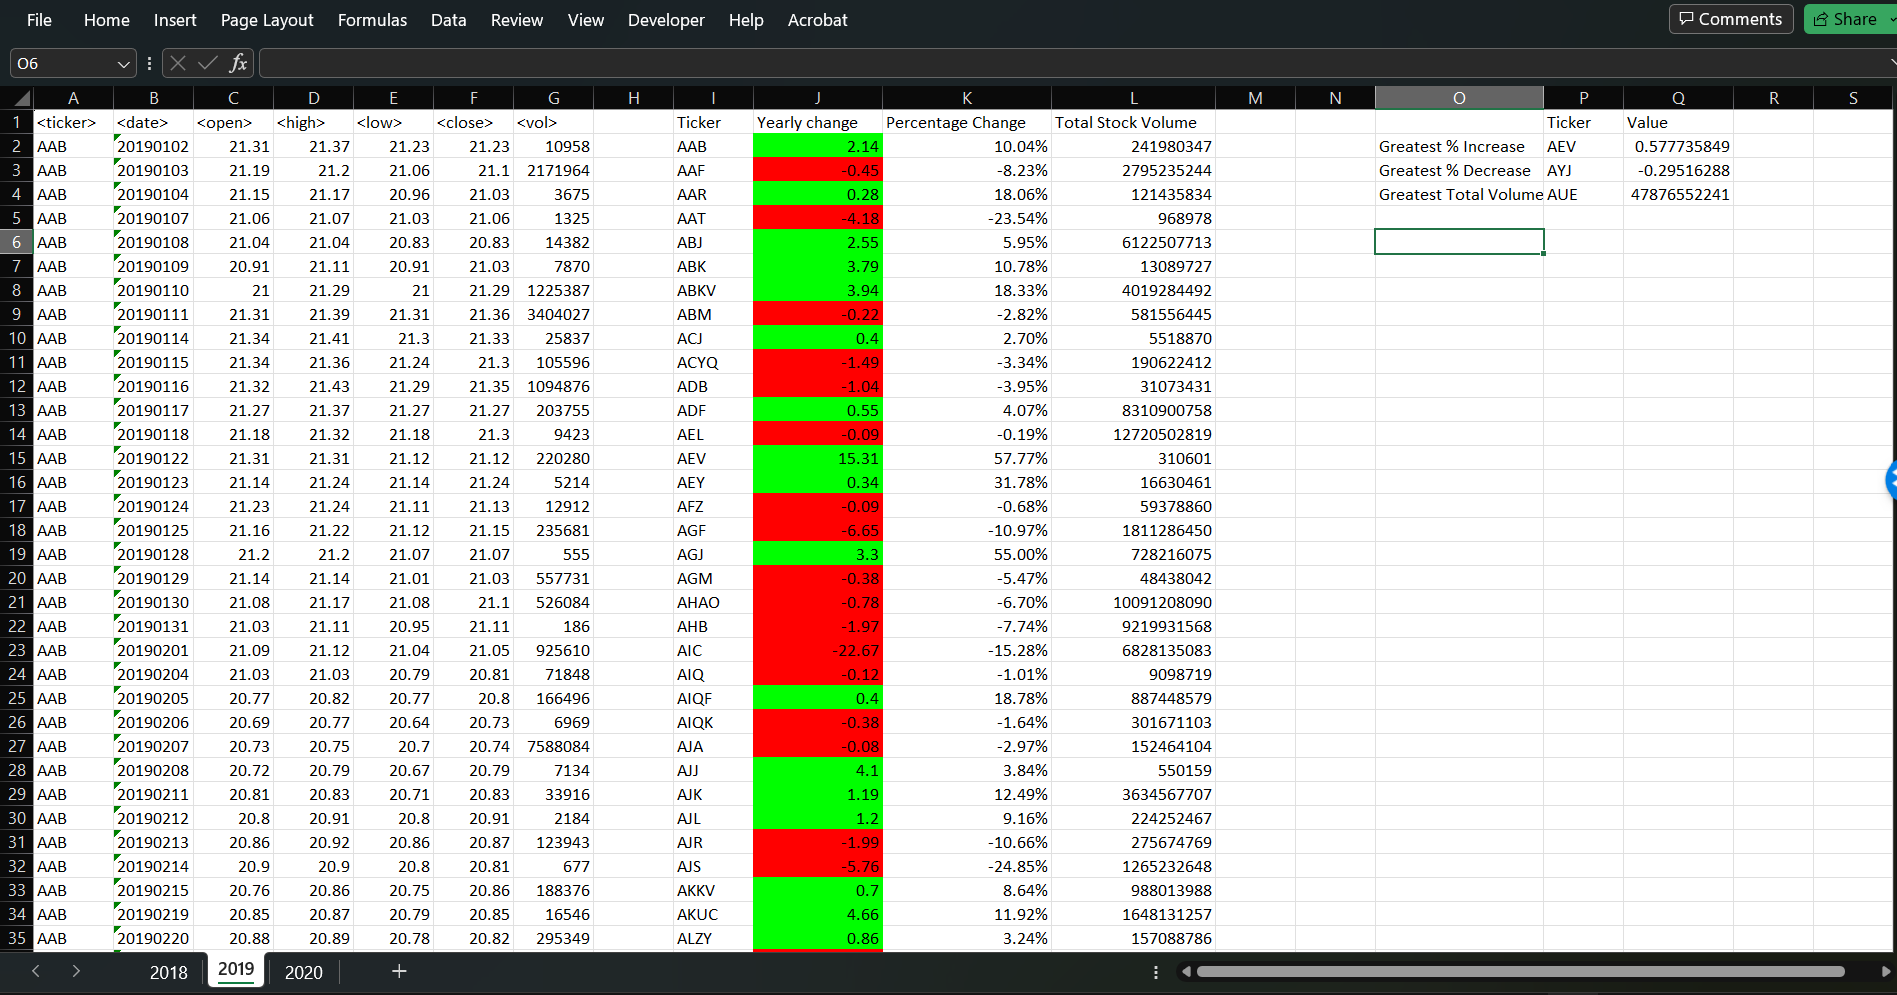 File Home Insert Page Layout Formulas Data Review View Developer Help Acrobat Comments Share
O6 fx
A B C D E F G H I J K L M N O P Q R S
1 <ticker> <date> <open> <high> <low> <close> <vol> Ticker Yearly change Percentage Change Total Stock Volume Ticker Value
2 AAB 20190102 21.31 21.37 21.23 21.23 10958 AAB 2.14 10.04% 241980347 Greatest % Increase AEV 0.577735849
3 AAB 20190103 21.19 21.2 21.06 21.1 2171964 AAF -0.45 -8.23% 2795235244 Greatest % Decrease AYJ -0.29516288
4 AAB 20190104 21.15 21.17 20.96 21.03 3675 AAR 0.28 18.06% 121435834 Greatest Total Volume AUE 47876552241
5 AAB 20190107 21.06 21.07 21.03 21.06 1325 AAT -4.18 -23.54% 968978
6 AAB 20190108 21.04 21.04 20.83 20.83 14382 ABJ 2.55 5.95% 6122507713
7 AAB 20190109 20.91 21.11 20.91 21.03 7870 ABK 3.79 10.78% 13089727
8 AAB 20190110 21 21.29 21 21.29 1225387 ABKV 3.94 18.33% 4019284492
9 AAB 20190111 21.31 21.39 21.31 21.36 3404027 ABM -0.22 -2.82% 581556445
10 AAB 20190114 21.34 21.41 21.3 21.33 25837 ACJ 0.4 2.70% 5518870
11 AAB 20190115 21.34 21.36 21.24 21.3 105596 ACYQ -1.49 -3.34% 190622412
12 AAB 20190116 21.32 21.43 21.29 21.35 1094876 ADB -1.04 -3.95% 31073431
13 AAB 20190117 21.27 21.37 21.27 21.27 203755 ADF 0.55 4.07% 8310900758
14 AAB 20190118 21.18 21.32 21.18 21.3 9423 AEL -0.09 -0.19% 12720502819
15 AAB 20190122 21.31 21.31 21.12 21.12 220280 AEV 15.31 57.77% 310601
16 AAB 20190123 21.14 21.24 21.14 21.24 5214 AEY 0.34 31.78% 16630461
17 AAB 20190124 21.23 21.24 21.11 21.13 12912 AFZ -0.09 -0.68% 59378860
18 AAB 20190125 21.16 21.22 21.12 21.15 235681 AGF -6.65 -10.97% 1811286450
19 AAB 20190128 21.2 21.2 21.07 21.07 555 AGJ 3.3 55.00% 728216075
20 AAB 20190129 21.14 21.14 21.01 21.03 557731 AGM -0.38 -5.47% 48438042
21 AAB 20190130 21.08 21.17 21.08 21.1 526084 AHAO -0.78 -6.70% 10091208090
22 AAB 20190131 21.03 21.11 20.95 21.11 186 AHB -1.97 -7.74% 9219931568
23 AAB 20190201 21.09 21.12 21.04 21.05 925610 AIC -22.67 -15.28% 6828135083
24 AAB 20190204 21.03 21.03 20.79 20.81 71848 AIQ -0.12 -1.01% 9098719
25 AAB 20190205 20.77 20.82 20.77 20.8 166496 AIQF 0.4 18.78% 887448579
26 AAB 20190206 20.69 20.77 20.64 20.73 6969 AIQK -0.38 -1.64% 301671103
27 AAB 20190207 20.73 20.75 20.7 20.74 7588084 AJA -0.08 -2.97% 152464104
28 AAB 20190208 20.72 20.79 20.67 20.79 7134 AJJ 4.1 3.84% 550159
29 AAB 20190211 20.81 20.83 20.71 20.83 33916 AJK 1.19 12.49% 3634567707
30 AAB 20190212 20.8 20.91 20.8 20.91 2184 AJL 1.2 9.16% 224252467
31 AAB 20190213 20.86 20.92 20.86 20.87 123943 AJR -1.99 -10.66% 275674769
32 AAB 20190214 20.9 20.9 20.8 20.81 677 AJS -5.76 -24.85% 1265232648
33 AAB 20190215 20.76 20.86 20.75 20.86 188376 AKKV 0.7 8.64% 988013988
34 AAB 20190219 20.85 20.87 20.79 20.85 16546 AKUC 4.66 11.92% 1648131257
35 AAB 20190220 20.88 20.89 20.78 20.82 295349 ALZY 0.86 3.24% 157088786
2018 2019 2020